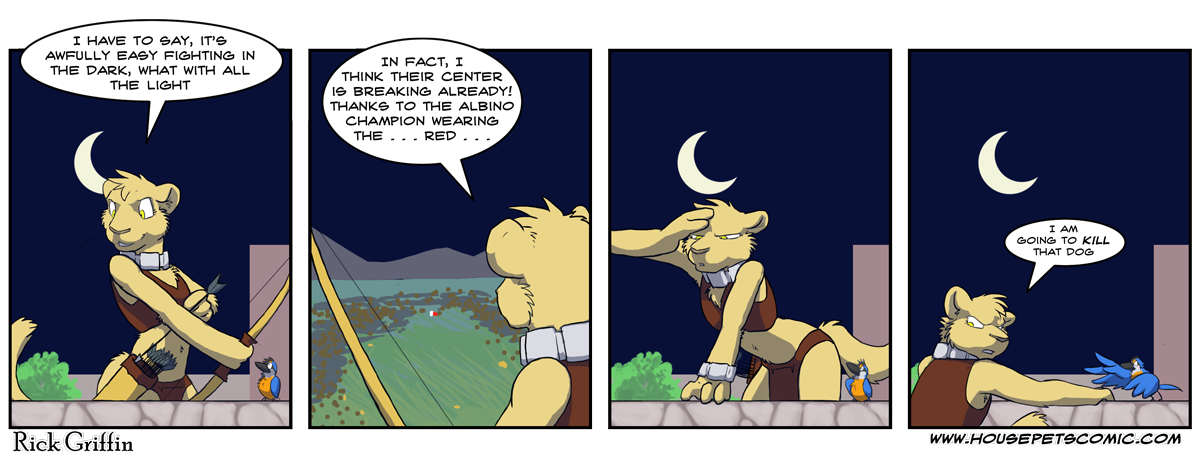 I HAVE TO SAY, IT'S
AWFULLY EASY FIGHTING IN
THE DARK, WHAT WITH ALL
THE LIGHT
IN FACT, I
THINK THEIR CENTER
IS BREAKING ALREADY!
THANKS TO THE ALBINO
CHAMPION WEARING
THE . . . RED . . .
I AM
GOING TO KILL
THAT DOG
Rick Griffin
WWW.HOUSEPETSCOMIC.COM